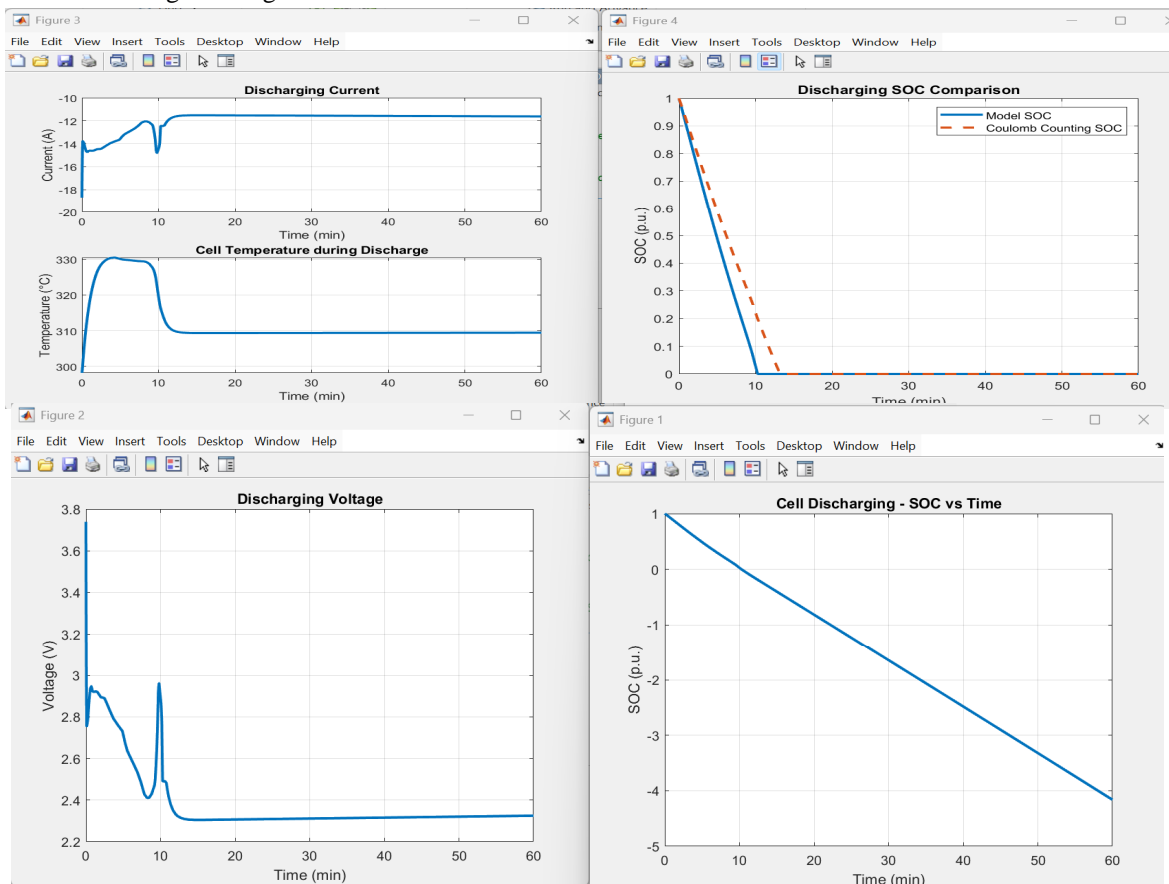 Figure 3
File Edit View Insert Tools Desktop Window Help
Discharging Current
-10
-12
-14
-16
-18
-20
Current (A)
0 10 20 30 40 50 60
Time (min)
Cell Temperature during Discharge
330
320
310
300
Temperature (°C)
0 10 20 30 40 50 60
Time (min)
Figure 4
File Edit View Insert Tools Desktop Window Help
Discharging SOC Comparison
Model SOC
Coulomb Counting SOC
1
0.9
0.8
0.7
0.6
0.5
0.4
0.3
0.2
0.1
0
SOC (p.u.)
0 10 20 30 40 50 60
Time (min)
Figure 2
File Edit View Insert Tools Desktop Window Help
Discharging Voltage
3.8
3.6
3.4
3.2
3
2.8
2.6
2.4
2.2
Voltage (V)
0 10 20 30 40 50 60
Time (min)
Figure 1
File Edit View Insert Tools Desktop Window Help
Cell Discharging - SOC vs Time
1
0
-1
-2
-3
-4
-5
SOC (p.u.)
0 10 20 30 40 50 60
Time (min)